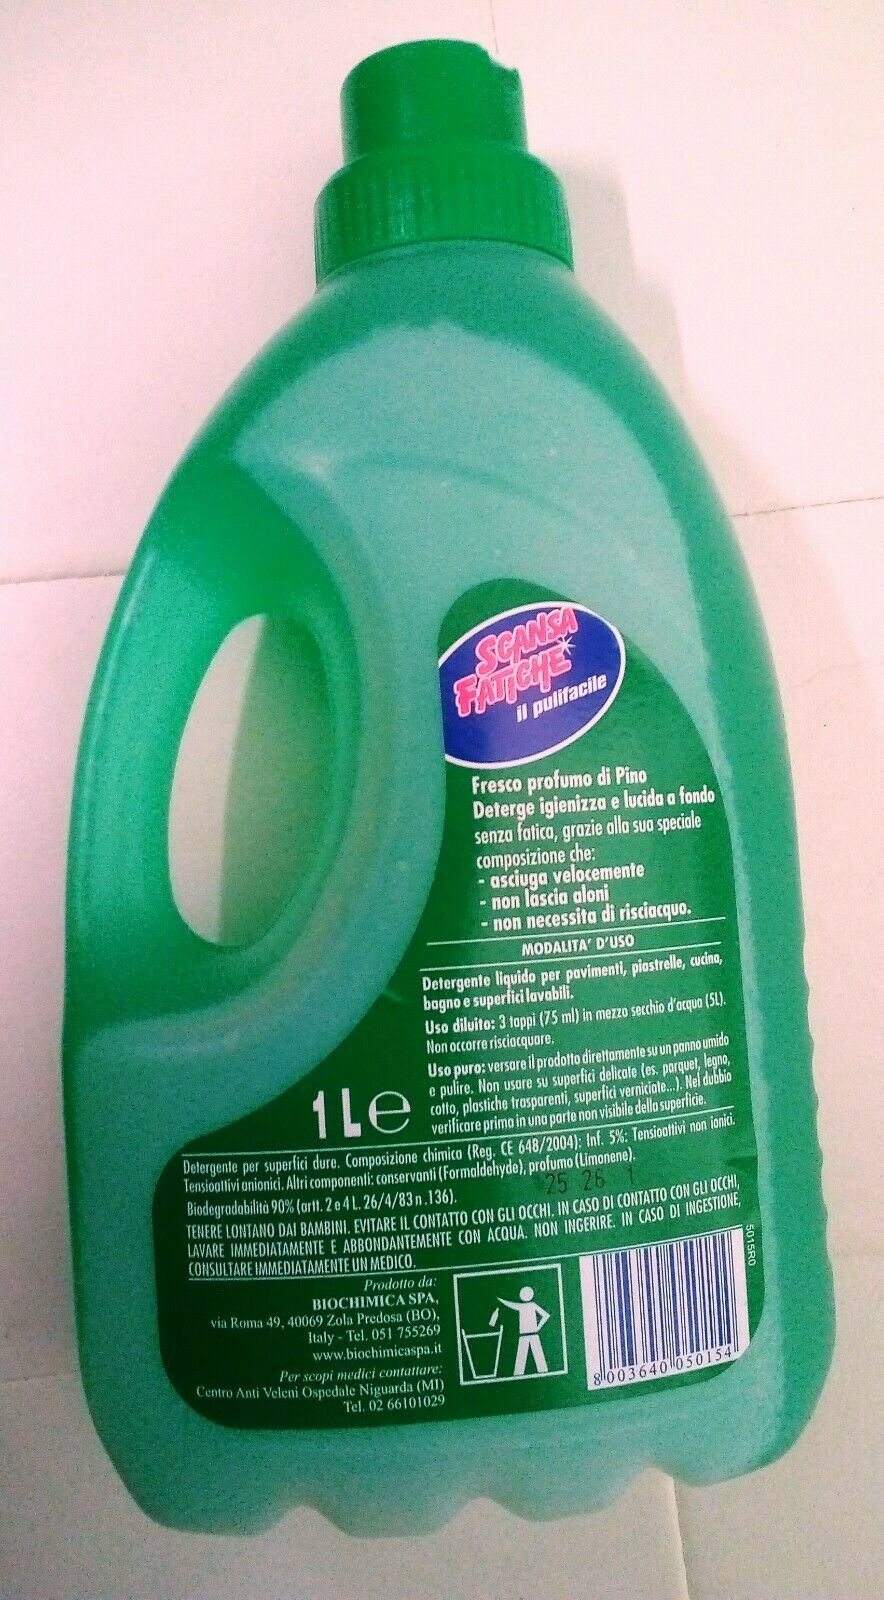 SCANSA
FATICHE
il pulifacile
Fresco profumo di Pino
Deterge igienizza e lucida a fondo
senza fatica, grazie alla sua speciale
composizione che:
- asciuga velocemente
- non lascia aloni
- non necessita di risciacquo.
MODALITA' D'USO
Detergente liquido per pavimenti, piastrelle, cucina,
bagno e superfici lavabili.
Uso diluito: 3 tappi (75 ml) in mezzo secchio d'acqua (5L).
Non occorre risciacquare.
Uso puro: versare il prodotto direttamente su un panno umido
e pulire. Non usare su superfici delicate (es. parquet, legno,
cotto, plastiche trasparenti, superfici verniciate...). Nel dubbio
verificare prima in una parte non visibile della superficie.
1 L e
Detergente per superfici dure. Composizione chimica (Reg. CE 648/2004): Inf. 5%: Tensioattivi non ionici.
Tensioattivi anionici. Altri componenti: conservanti (Formaldehyde), profumo (Limonene).
Biodegradabilità 90% (artt. 2 e 4 L. 26/4/83 n. 136).
25 26 1
TENERE LONTANO DAI BAMBINI. EVITARE IL CONTATTO CON GLI OCCHI. IN CASO DI CONTATTO CON GLI OCCHI,
LAVARE IMMEDIATAMENTE E ABBONDANTEMENTE CON ACQUA. NON INGERIRE. IN CASO DI INGESTIONE,
CONSULTARE IMMEDIATAMENTE UN MEDICO.
Prodotto da:
BIOCHIMICA SPA,
via Roma 49, 40069 Zola Predosa (BO),
Italy - Tel. 051 755269
www.biochimicaspa.it
Per scopi medici contattare:
Centro Anti Veleni Ospedale Niguarda (MI)
Tel. 02 66101029
5015R0
8 003640 050154